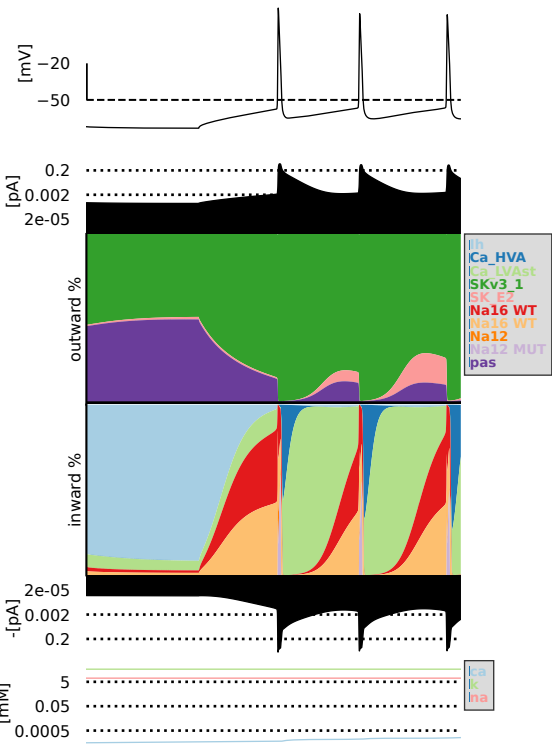 [mV]
−20
−50
[pA]
0.2
0.002
2e-05
outward %
Ih
Ca_HVA
Ca_LVAst
SKv3_1
SK_E2
Na16 WT
Na16 WT
Na12
Na12 MUT
pas
inward %
-[pA]
2e-05
0.002
0.2
[mM]
5
0.05
0.0005
ca
k
na